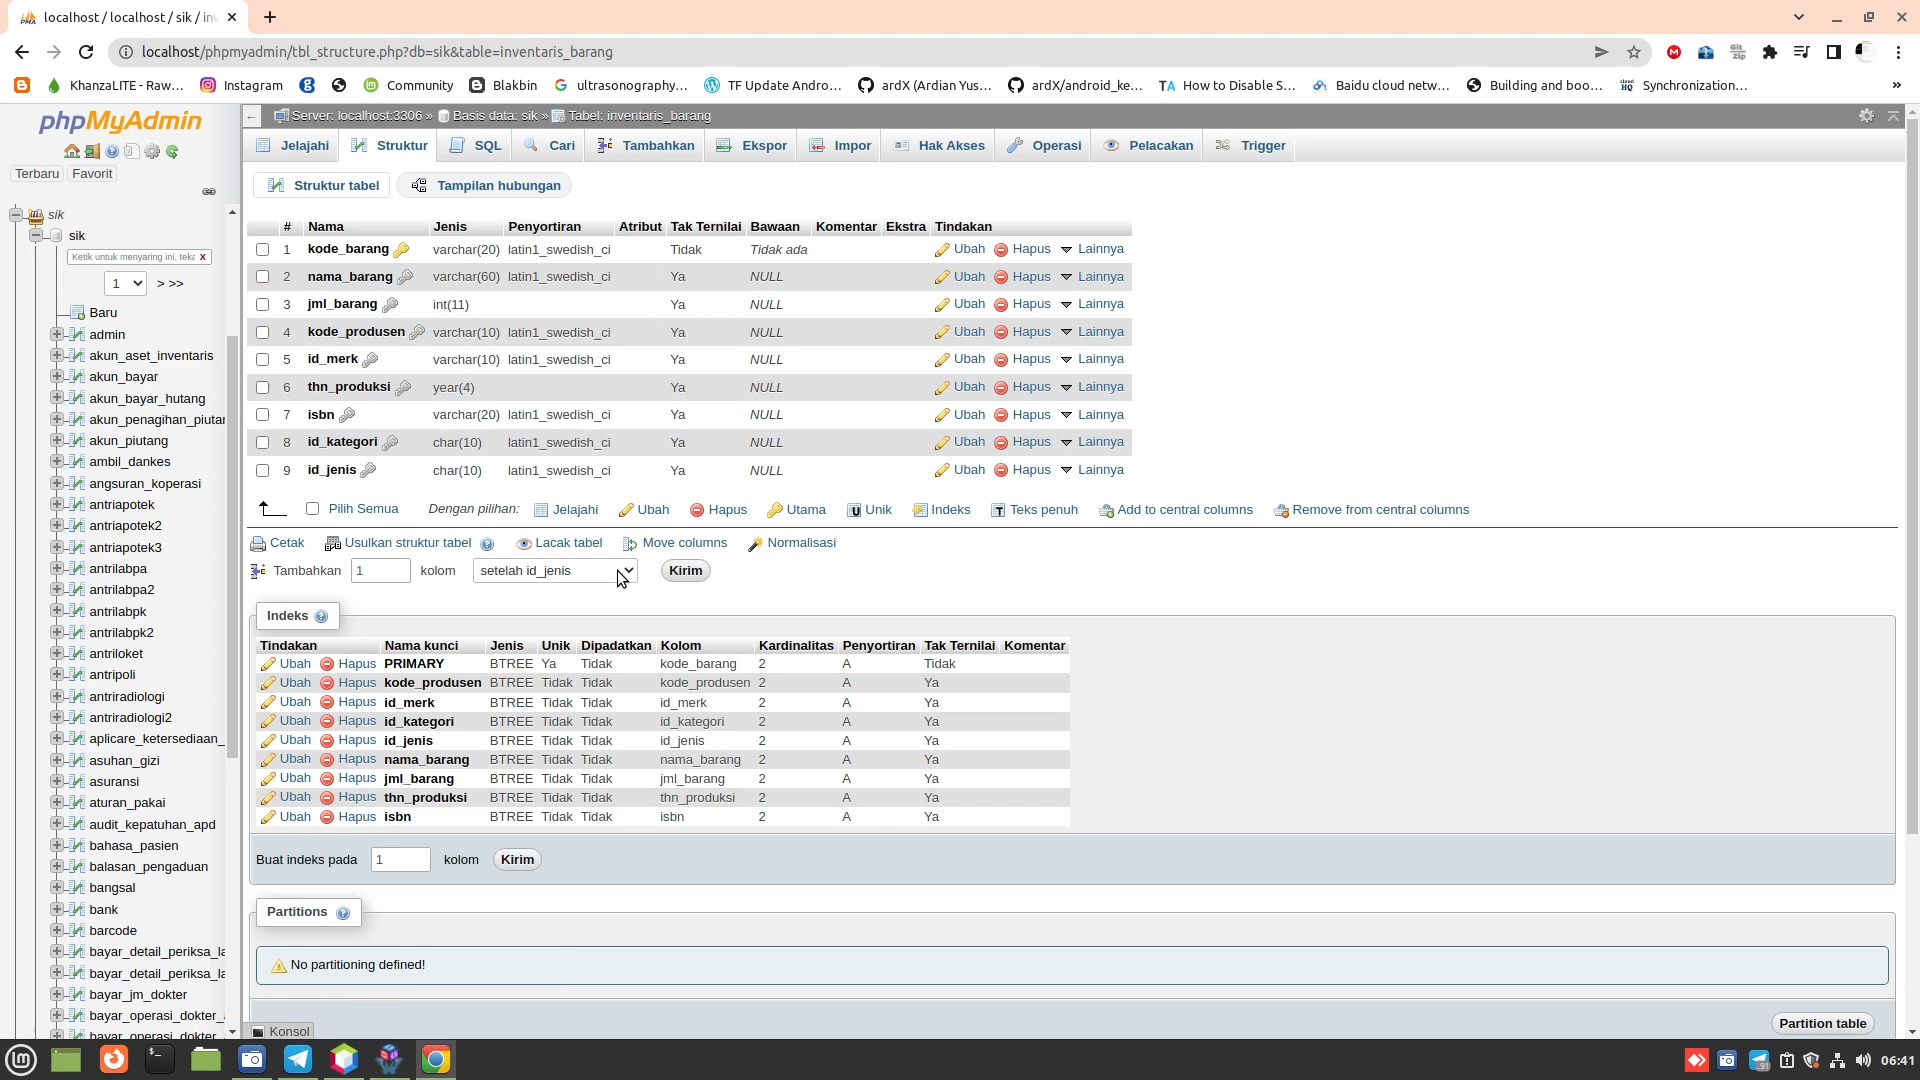 localhost / localhost / sik / inv
localhost/phpmyadmin/tbl_structure.php?db=sik&table=inventaris_barang
KhanzaLITE - Raw... Instagram Community Blakbin ultrasonography... TF Update Andro... ardX (Ardian Yus... ardX/android_ke... How to Disable S... Baidu cloud netw... Building and boo... Synchronization...
phpMyAdmin
Terbaru Favorit
sik
sik
Ketik untuk menyaring ini, teka X
1 > >>
Baru
admin
akun_aset_inventaris
akun_bayar
akun_bayar_hutang
akun_penagihan_piutan
akun_piutang
ambil_dankes
angsuran_koperasi
antriapotek
antriapotek2
antriapotek3
antrilabpa
antrilabpa2
antrilabpk
antrilabpk2
antriloket
antripoli
antriradiologi
antriradiologi2
aplicare_ketersediaan_
asuhan_gizi
asuransi
aturan_pakai
audit_kepatuhan_apd
bahasa_pasien
balasan_pengaduan
bangsal
bank
barcode
bayar_detail_periksa_la
bayar_detail_periksa_la
bayar_jm_dokter
bayar_operasi_dokter_
bayar_operasi_dokter
Server: localhost:3306 » Basis data: sik » Tabel: inventaris_barang
Jelajahi Struktur SQL Cari Tambahkan Ekspor Impor Hak Akses Operasi Pelacakan Trigger
Struktur tabel Tampilan hubungan
# Nama Jenis Penyortiran Atribut Tak Ternilai Bawaan Komentar Ekstra Tindakan
1 kode_barang varchar(20) latin1_swedish_ci Tidak Tidak ada Ubah Hapus Lainnya
2 nama_barang varchar(60) latin1_swedish_ci Ya NULL Ubah Hapus Lainnya
3 jml_barang int(11) Ya NULL Ubah Hapus Lainnya
4 kode_produsen varchar(10) latin1_swedish_ci Ya NULL Ubah Hapus Lainnya
5 id_merk varchar(10) latin1_swedish_ci Ya NULL Ubah Hapus Lainnya
6 thn_produksi year(4) Ya NULL Ubah Hapus Lainnya
7 isbn varchar(20) latin1_swedish_ci Ya NULL Ubah Hapus Lainnya
8 id_kategori char(10) latin1_swedish_ci Ya NULL Ubah Hapus Lainnya
9 id_jenis char(10) latin1_swedish_ci Ya NULL Ubah Hapus Lainnya
Pilih Semua Dengan pilihan: Jelajahi Ubah Hapus Utama Unik Indeks Teks penuh Add to central columns Remove from central columns
Cetak Usulkan struktur tabel Lacak tabel Move columns Normalisasi
Tambahkan 1 kolom setelah id_jenis Kirim
Indeks
Tindakan Nama kunci Jenis Unik Dipadatkan Kolom Kardinalitas Penyortiran Tak Ternilai Komentar
Ubah Hapus PRIMARY BTREE Ya Tidak kode_barang 2 A Tidak
Ubah Hapus kode_produsen BTREE Tidak Tidak kode_produsen 2 A Ya
Ubah Hapus id_merk BTREE Tidak Tidak id_merk 2 A Ya
Ubah Hapus id_kategori BTREE Tidak Tidak id_kategori 2 A Ya
Ubah Hapus id_jenis BTREE Tidak Tidak id_jenis 2 A Ya
Ubah Hapus nama_barang BTREE Tidak Tidak nama_barang 2 A Ya
Ubah Hapus jml_barang BTREE Tidak Tidak jml_barang 2 A Ya
Ubah Hapus thn_produksi BTREE Tidak Tidak thn_produksi 2 A Ya
Ubah Hapus isbn BTREE Tidak Tidak isbn 2 A Ya
Buat indeks pada 1 kolom Kirim
Partitions
No partitioning defined!
Partition table
Konsol
06:41